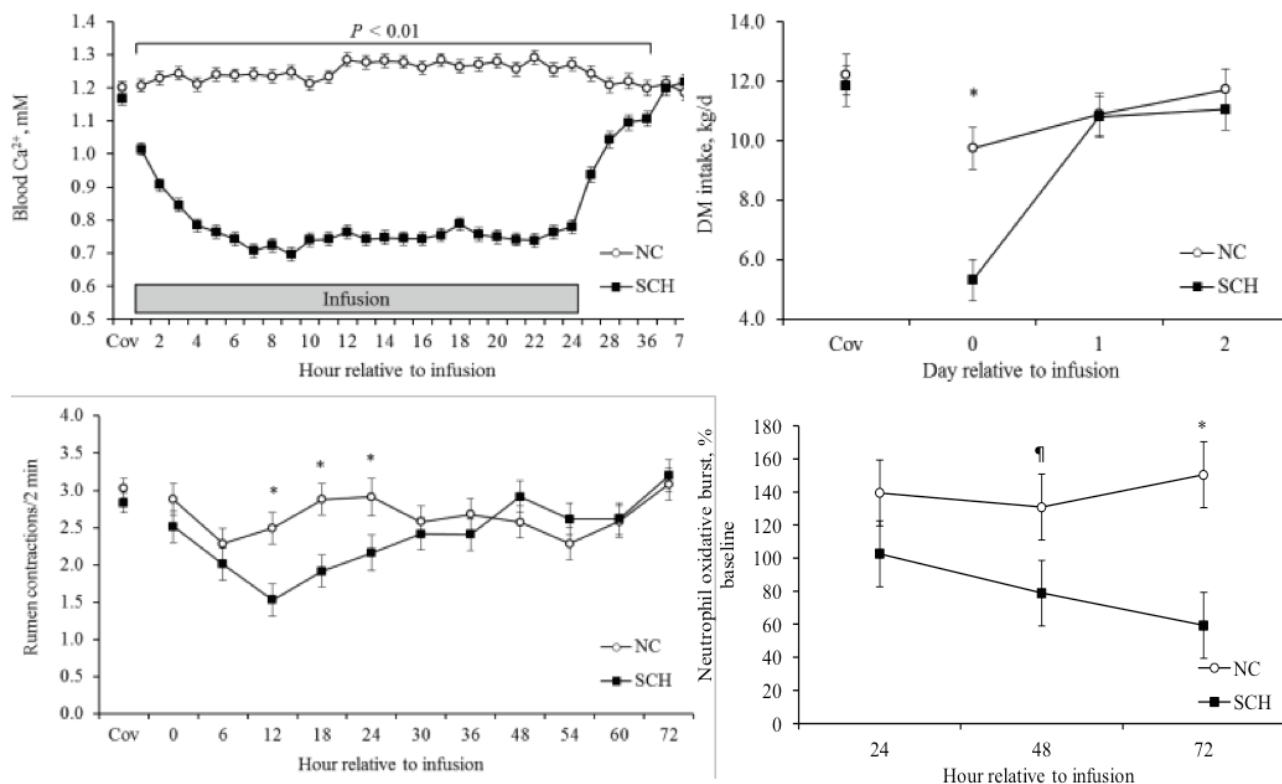 1.4
P < 0.01
1.3
1.2
1.1
1.0
0.9
0.8
0.7
0.6
0.5
Blood Ca²⁺, mM
NC
SCH
Infusion
Cov 2 4 6 8 10 12 14 16 18 20 22 24 28 36 7
Hour relative to infusion
14.0
12.0
10.0
8.0
6.0
4.0
DM intake, kg/d
*
NC
SCH
Cov 0 1 2
Day relative to infusion
4.0
3.5
3.0
2.5
2.0
1.5
1.0
0.5
0.0
Rumen contractions/2 min
* * *
NC
SCH
Cov 0 6 12 18 24 30 36 48 54 60 72
Hour relative to infusion
180
160
140
120
100
80
60
40
20
0
Neutrophil oxidative burst, %
baseline
¶ *
NC
SCH
24 48 72
Hour relative to infusion